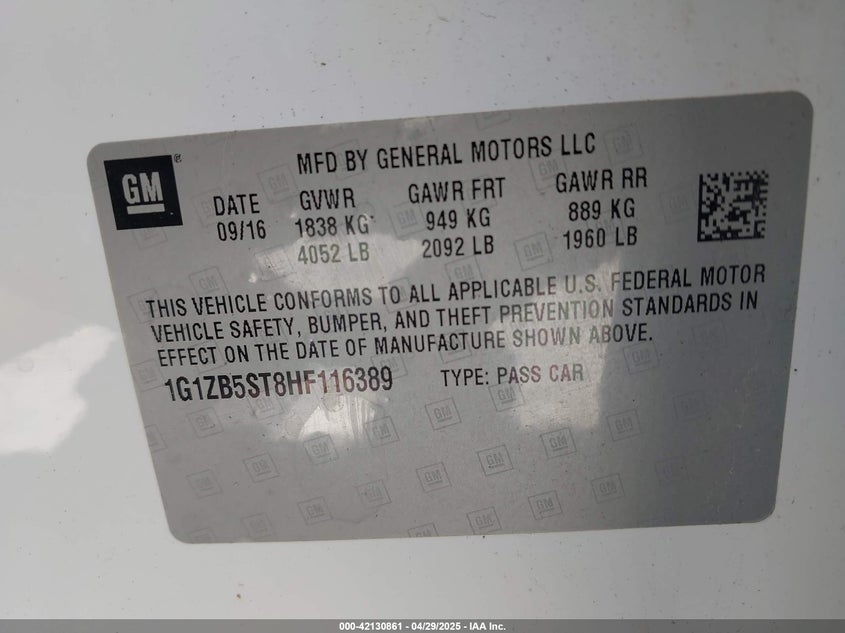 GM
MFD BY GENERAL MOTORS LLC
DATE GVWR GAWR FRT GAWR RR
09/16 1838 KG 949 KG 889 KG
4052 LB 2092 LB 1960 LB
THIS VEHICLE CONFORMS TO ALL APPLICABLE U.S. FEDERAL MOTOR
VEHICLE SAFETY, BUMPER, AND THEFT PREVENTION STANDARDS IN
EFFECT ON THE DATE OF MANUFACTURE SHOWN ABOVE.
1G1ZB5ST8HF116389 TYPE: PASS CAR
000-42130861 - 04/29/2025 - IAA Inc.